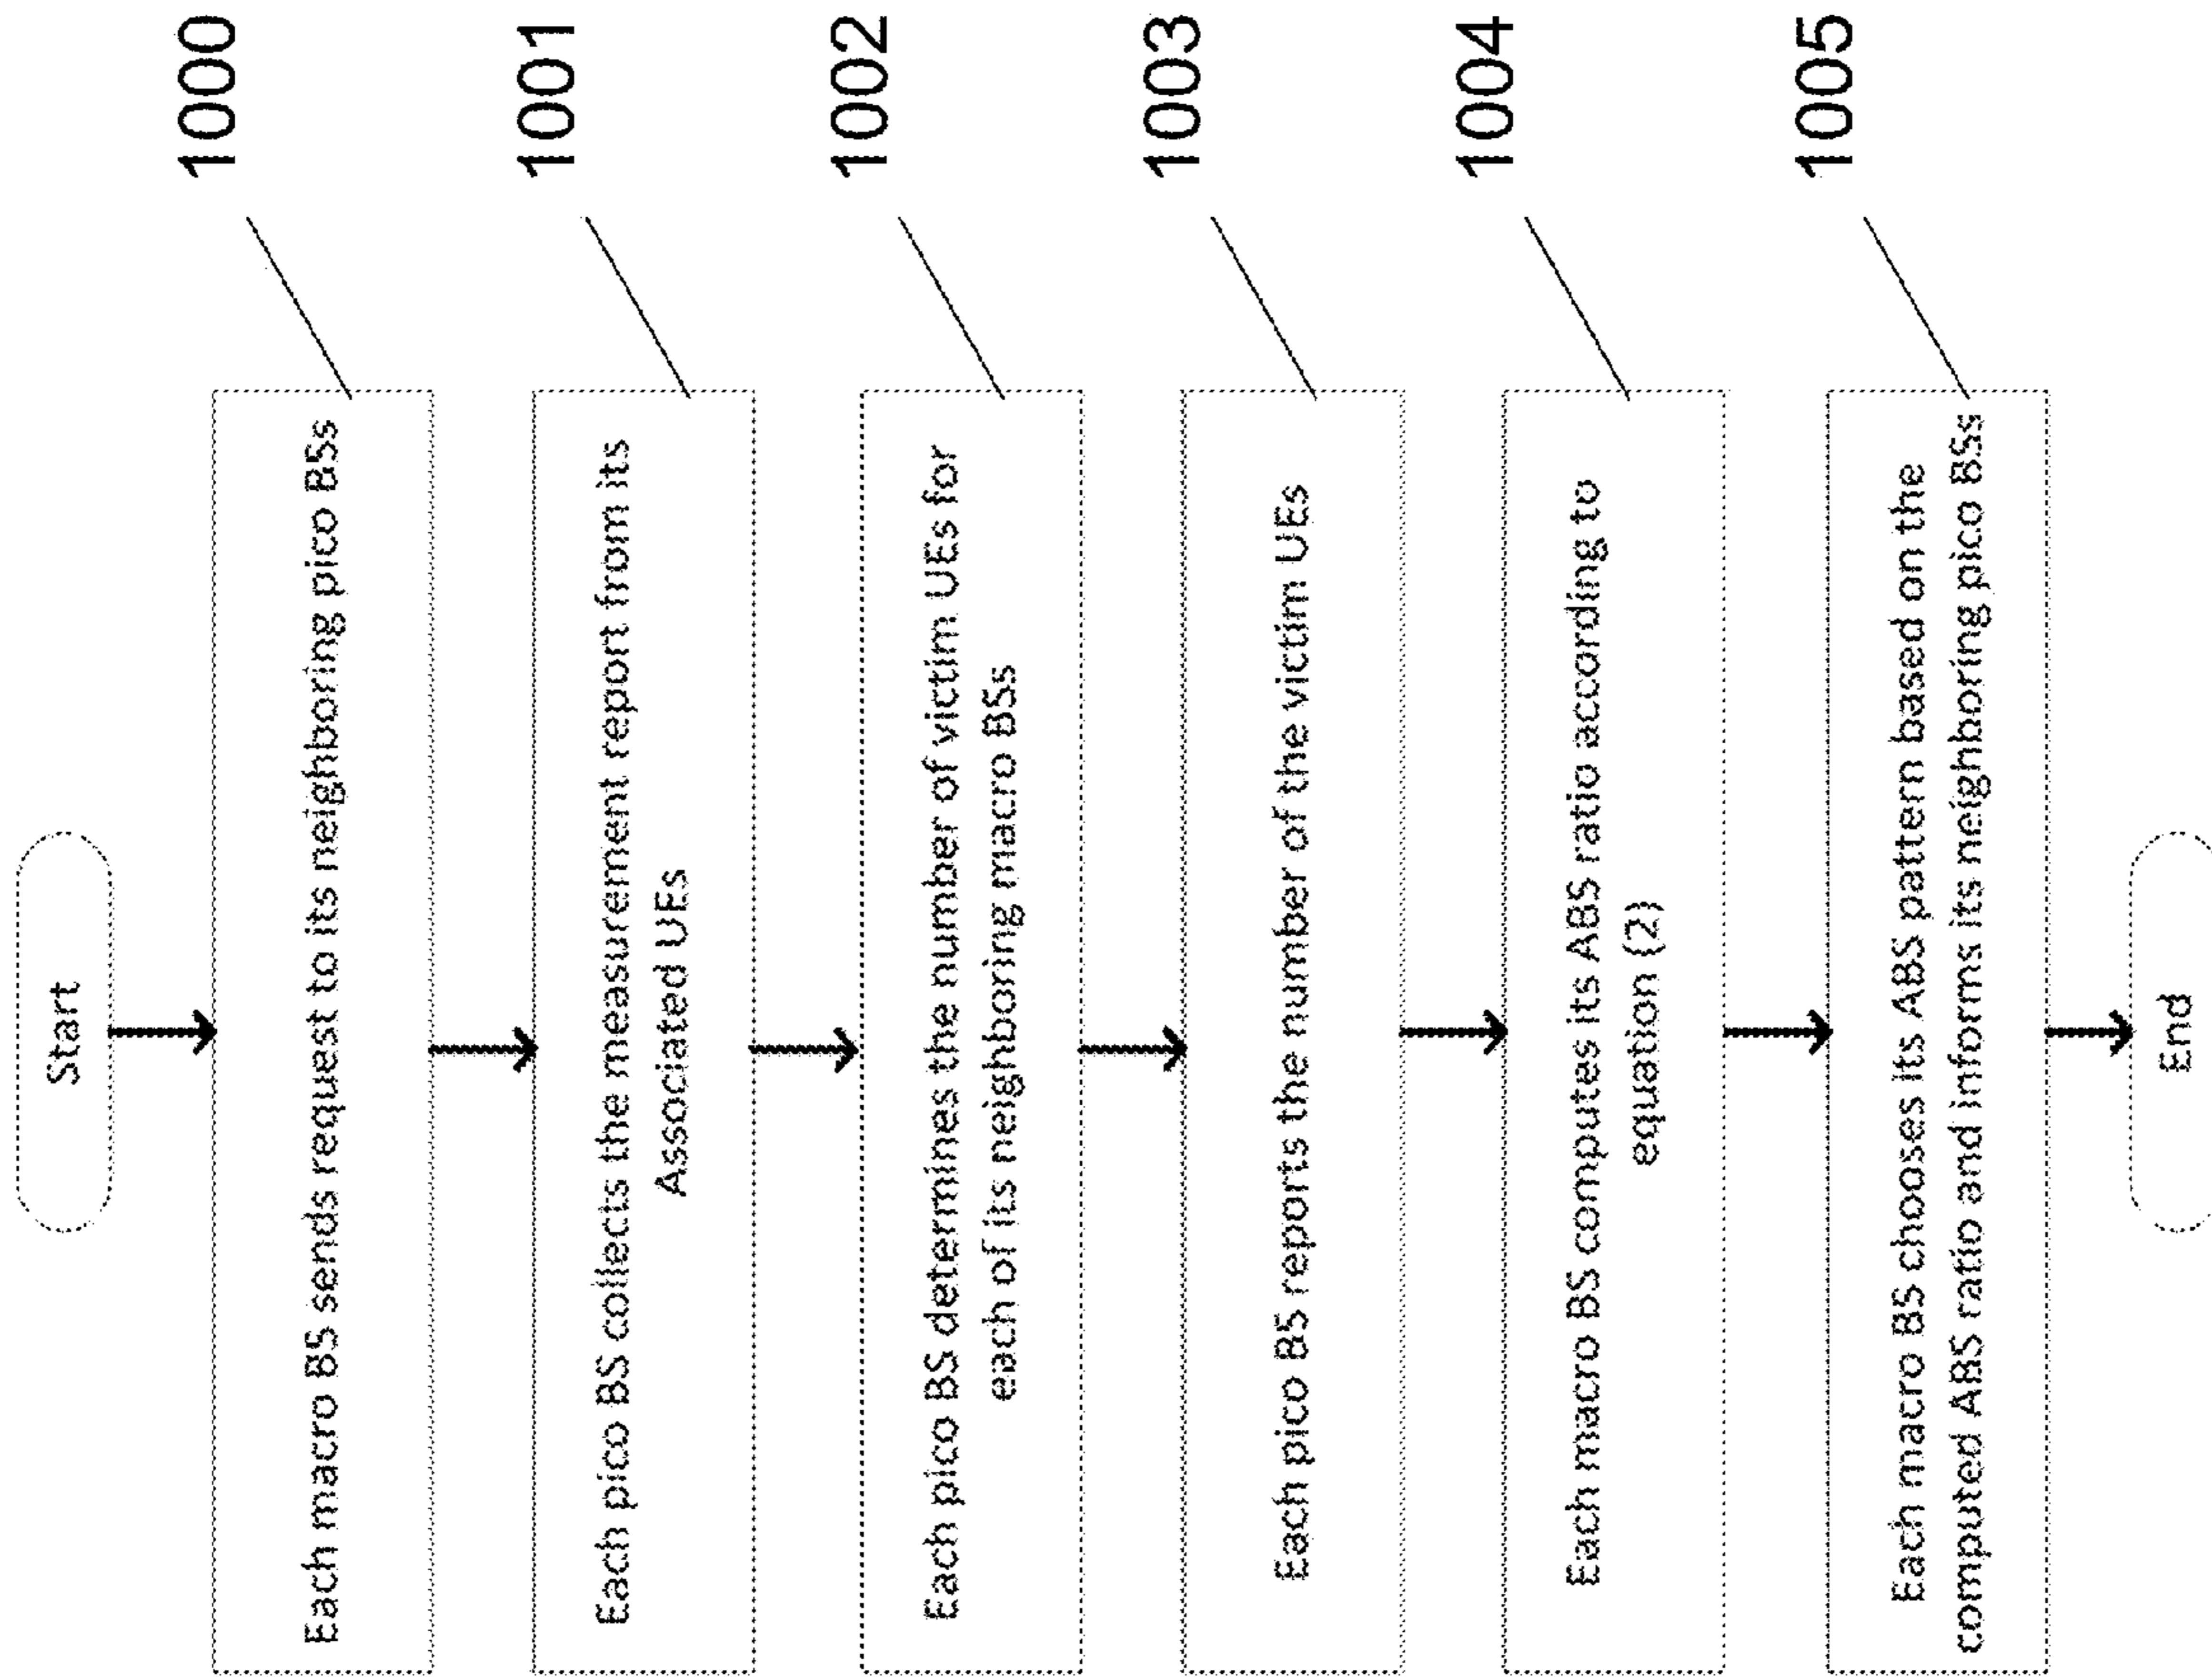 Start
Each macro BS sends request to its neighboring pico BSs
1000
Each pico BS collects the measurement report from its
Associated UEs
1001
Each pico BS determines the number of victim UEs for
each of its neighboring macro BSs
1002
Each pico BS reports the number of the victim UEs
1003
Each macro BS computes its ABS ratio according to
equation (2)
1004
Each macro BS chooses its ABS pattern based on the
computed ABS ratio and informs its neighboring pico BSs
1005
End